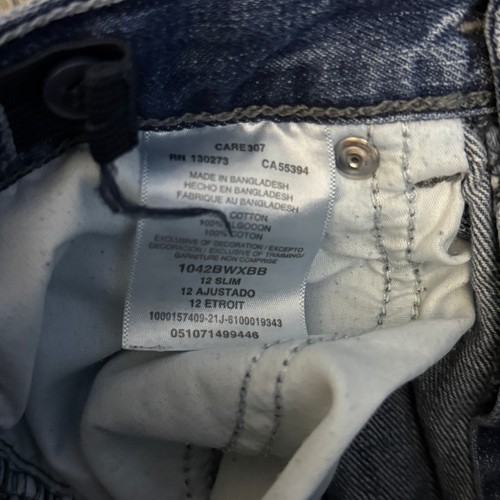 CARE307
RN 130273 CA55394
MADE IN BANGLADESH
HECHO EN BANGLADESH
FABRIQUE AU BANGLADESH
COTTON
100% ALGODON
100% COTON
EXCLUSIVE OF DECORATION / EXCEPTO
DECORACIÓN / EXCLUSIVE OF TRIMMING/
GARNITURE NON COMPRISE
1042BWXBB
12 SLIM
12 AJUSTADO
12 ETROIT
1000157409-21J-6100019343
051071499446